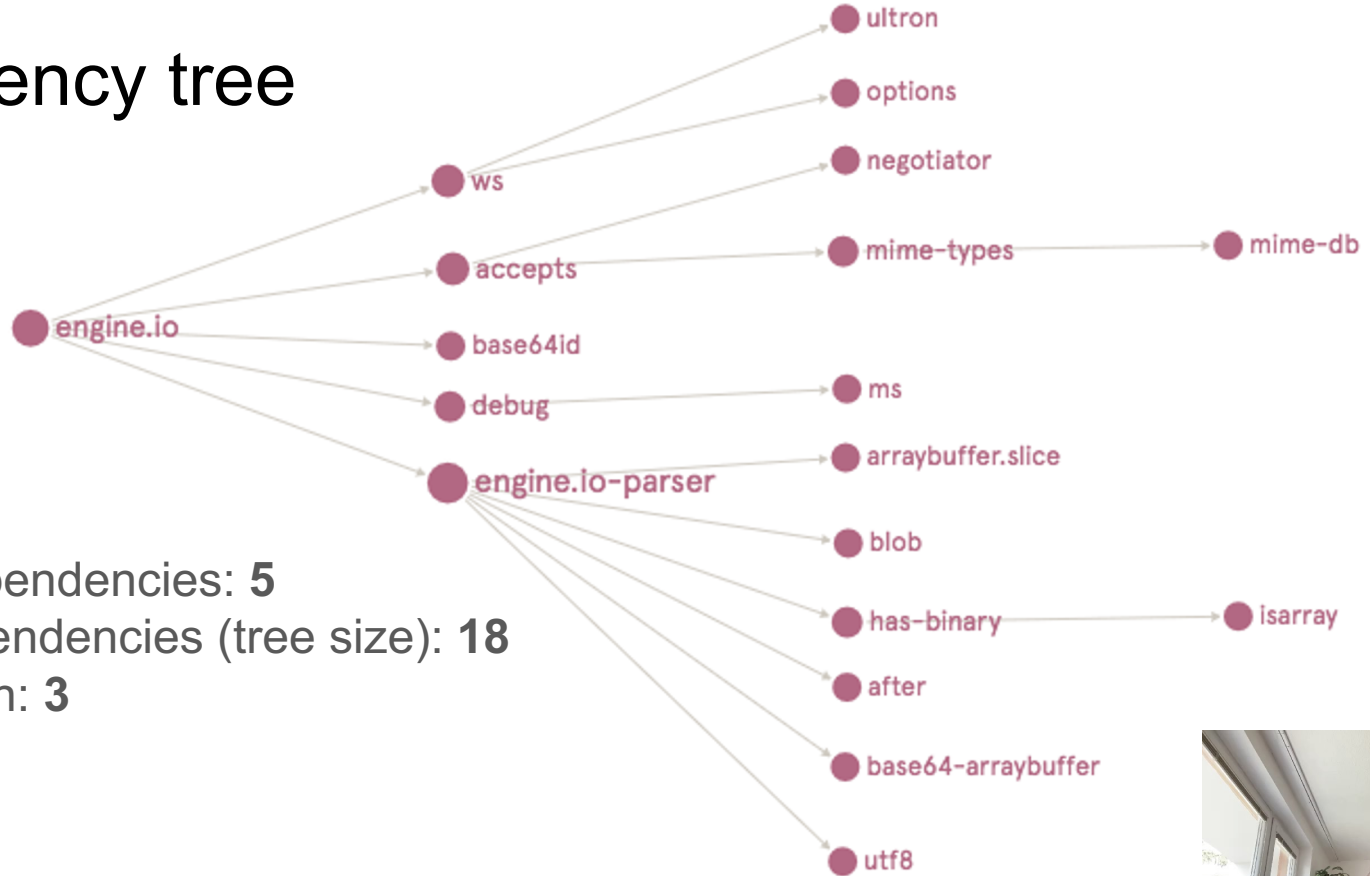 ency tree
ultron
options
negotiator
ws
mime-types
mime-db
accepts
engine.io
base64id
debug
ms
arraybuffer.slice
engine.io-parser
blob
has-binary
isarray
after
base64-arraybuffer
utf8
pendencies: 5
endencies (tree size): 18
n: 3